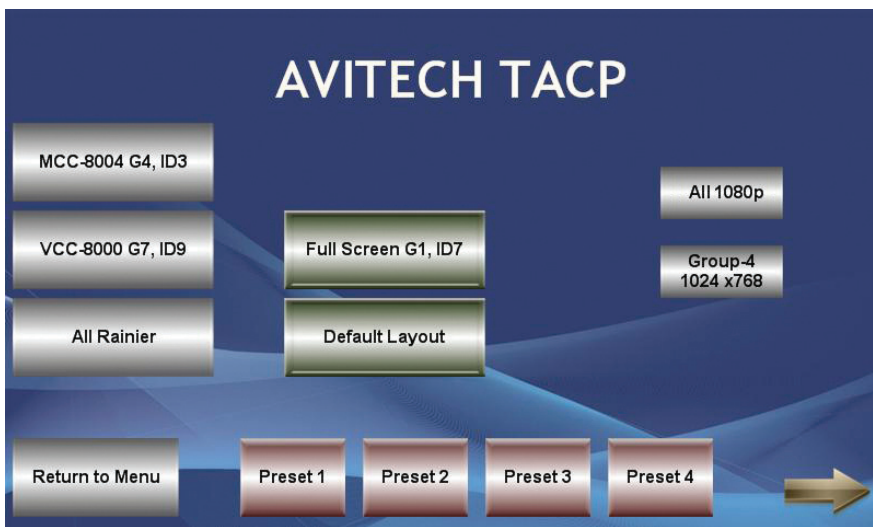 AVITECH TACP
MCC-8004 G4, ID3
All 1080p
VCC-8000 G7, ID9
Full Screen G1, ID7
Group-4
1024 x768
All Rainier
Default Layout
Return to Menu
Preset 1
Preset 2
Preset 3
Preset 4